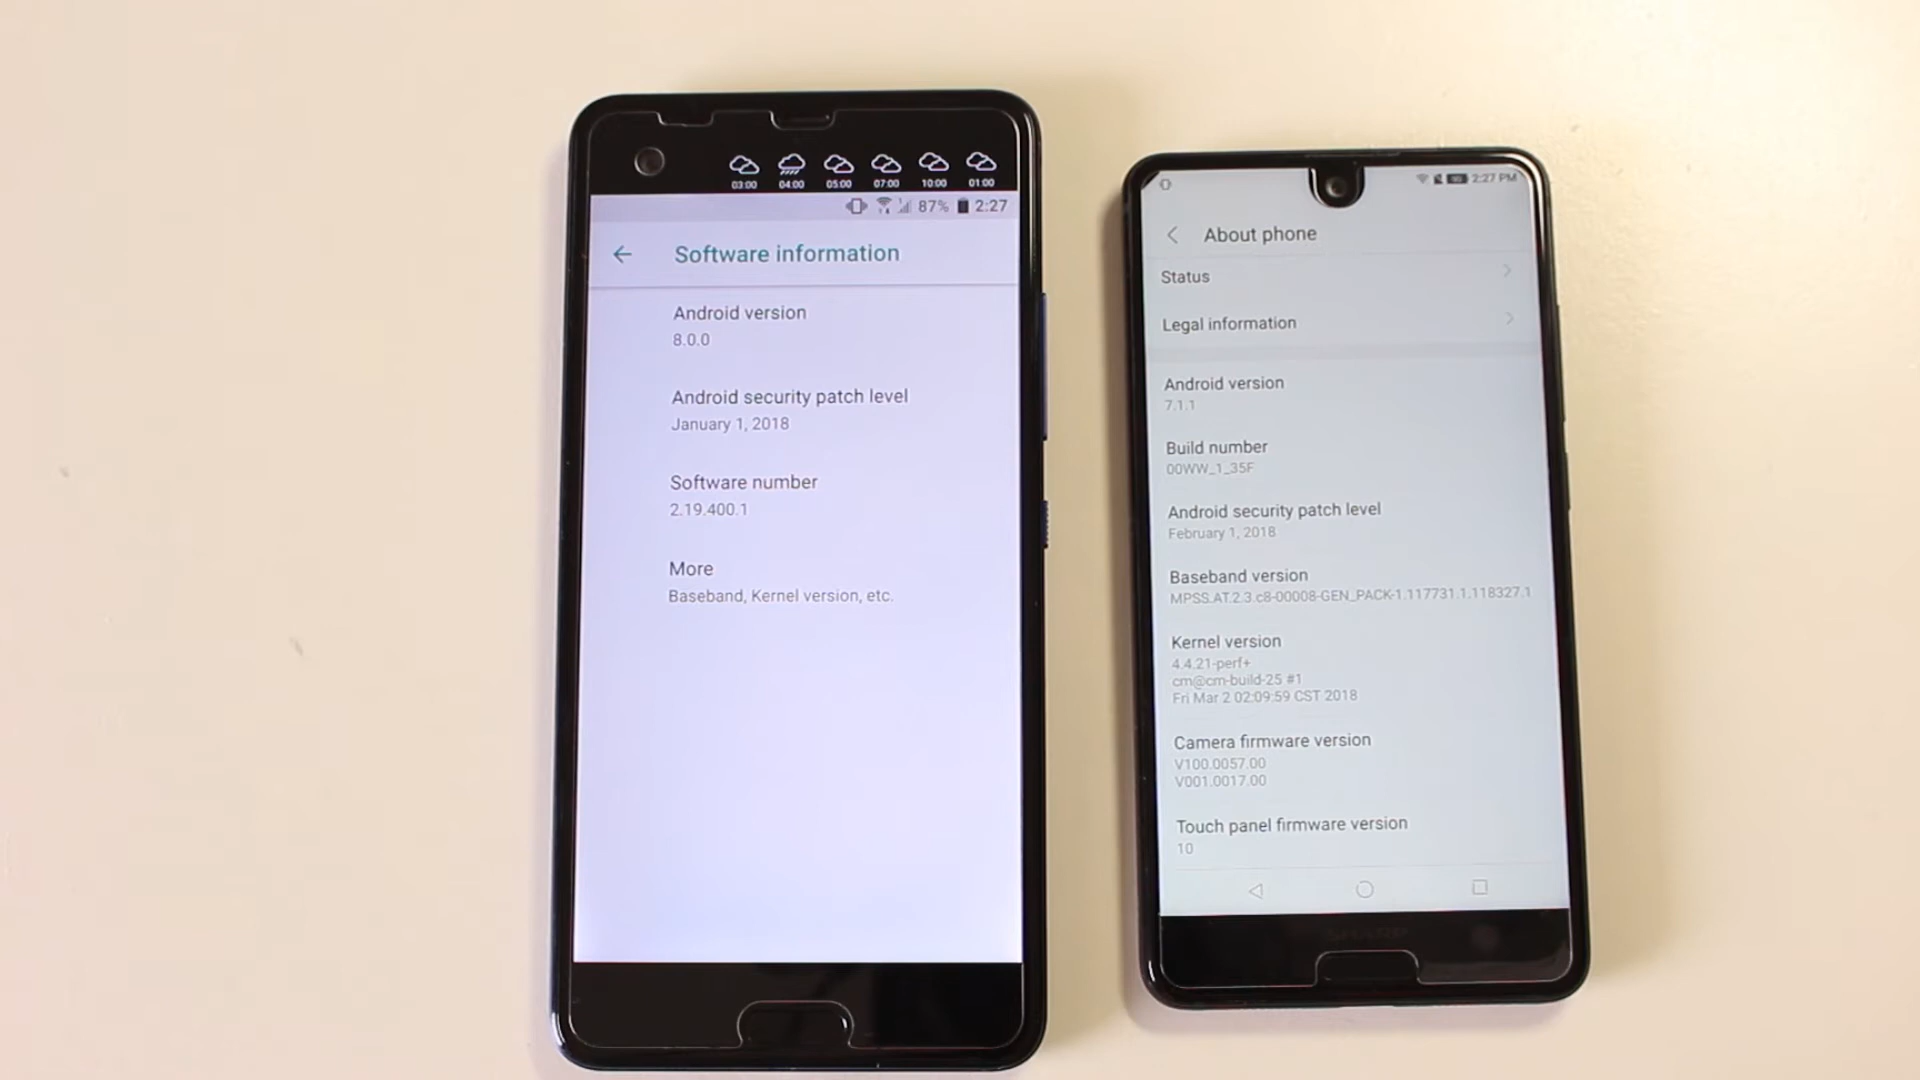 03:00 04:00 05:00 07:00 10:00 01:00
87% 2:27
Software information
Android version
8.0.0
Android security patch level
January 1, 2018
Software number
2.19.400.1
More
Baseband, Kernel version, etc.
2:27 PM
About phone
Status
Legal information
Android version
7.1.1
Build number
00WW_1_35F
Android security patch level
February 1, 2018
Baseband version
MPSS.AT.2.3.c8-00008-GEN_PACK-1.117731.1.118327.1
Kernel version
4.4.21-perf+
cm@cm-build-25 #1
Fri Mar 2 02:09:59 CST 2018
Camera firmware version
V100.0057.00
V001.0017.00
Touch panel firmware version
10
SHARP